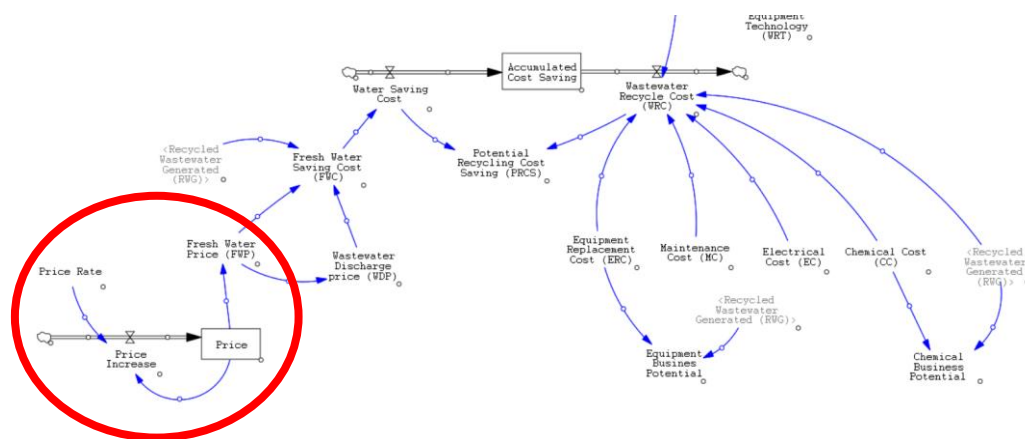 Equipment
Technology
(WRT)
Accumulated
Cost Saving
Water Saving
Cost
Wastewater
Recycle Cost
(WRC)
<Recycled
Wastewater
Generated
(RWG)>
Fresh Water
Saving Cost
(FWC)
Potential
Recycling Cost
Saving (PRCS)
Fresh Water
Price (FWP)
Wastewater
Discharge
price (WDP)
Equipment
Replacement
Cost (ERC)
Maintenance
Cost (MC)
Electrical
Cost (EC)
Chemical Cost
(CC)
<Recycled
Wastewater
Generated
(RWG)>
Price Rate
<Recycled
Wastewater
Generated (RWG)>
Price
Increase
Price
Equipment
Busines
Potential
Chemical
Business
Potential